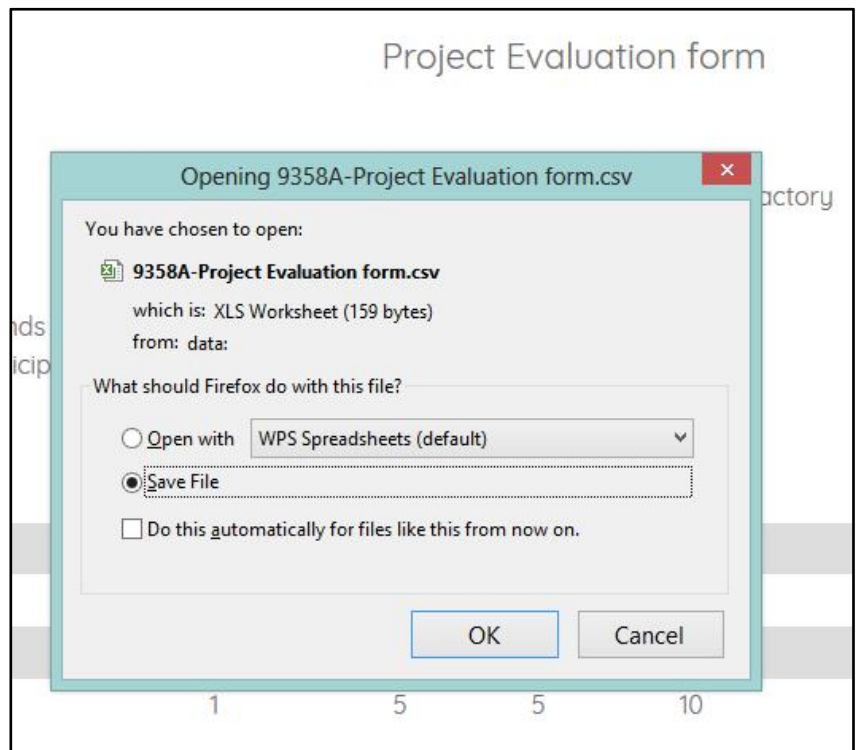 Project Evaluation form
Opening 9358A-Project Evaluation form.csv
actory
You have chosen to open:
9358A-Project Evaluation form.csv
which is: XLS Worksheet (159 bytes)
nds
from: data:
icip
What should Firefox do with this file?
Open with WPS Spreadsheets (default)
Save File
Do this automatically for files like this from now on.
OK Cancel
1 5 5 10